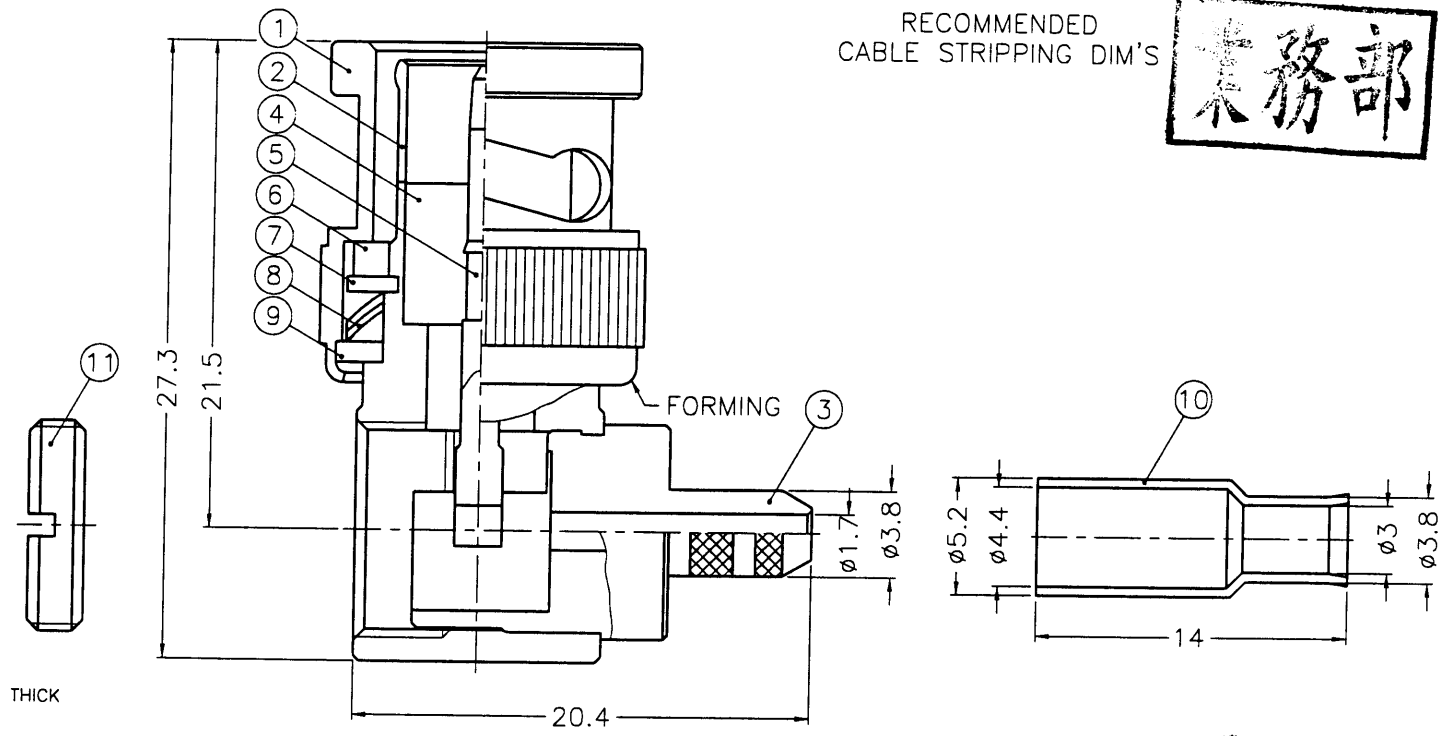 RECOMMENDED
CABLE STRIPPING DIM'S
業務部
1
2
4
5
6
7
8
9
11
27.3
21.5
FORMING
3
10
ø1.7
ø3.8
ø5.2
ø4.4
ø3
ø3.8
14
20.4
THICK